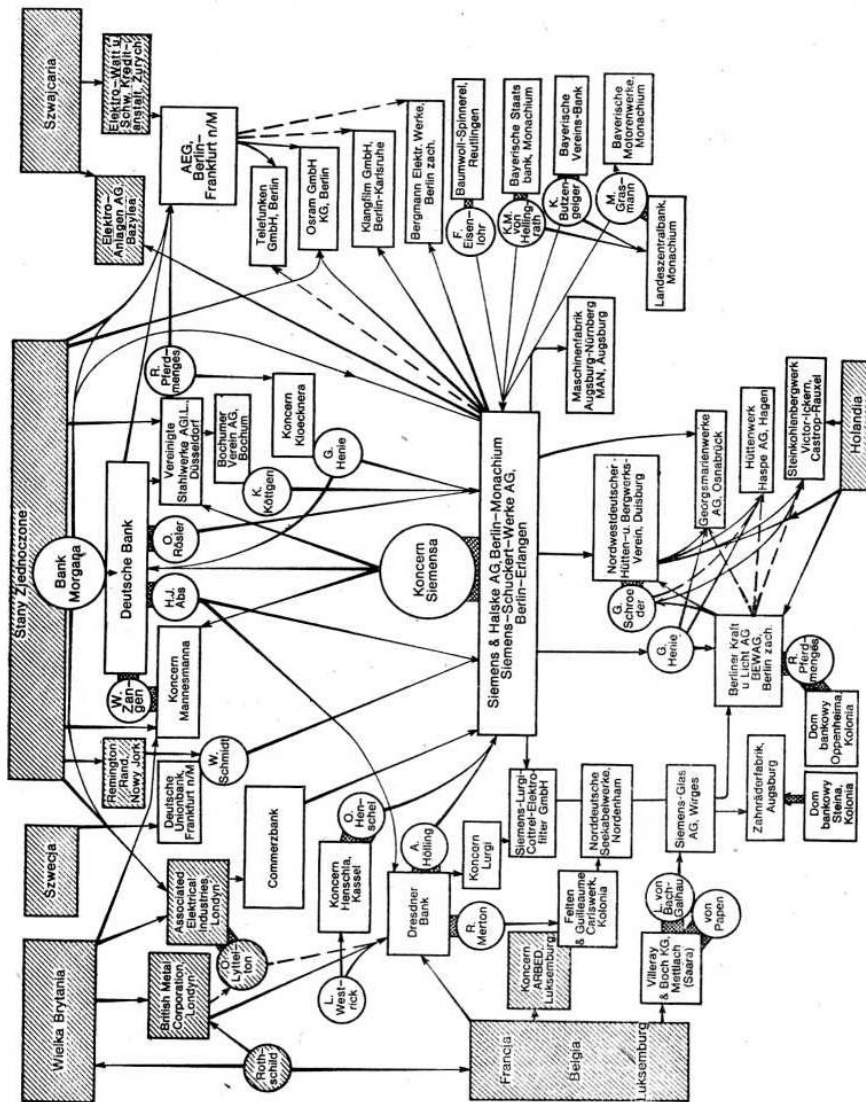 Wielka Brytania
Szwecja
Stany Zjednoczone
Szwajcaria
Bank
Morgana
Elektro-Watt u
Schw. Kredit-
anstalt, Zurych
Elektro-
Anlagen AG
Bazylea
AEG,
Berlin-
Frankfurt n/M
British Metal
Corporation,
Londyn
Associated
Electrical
Industries,
Londyn
Remington
Rand,
Nowy Jork
Deutsche
Unionbank,
Frankfurt n/M
W.
Zan-
gen
Koncern
Mannesmanna
Deutsche Bank
H.J.
Abs
O.
Rösler
Vereinigte
Stahlwerke AGi.L.,
Düsseldorf
Bochumer
Verein AG,
Bochum
R.
Pferd-
menges
Koncern
Kloecknera
Telefunken
GmbH, Berlin
Osram GmbH
KG, Berlin
Klangfilm GmbH,
Berlin-Karlsruhe
Bergmann Elektr. Werke,
Berlin zach.
Roth-
schild
O.
Lyttel-
ton
Commerzbank
W.
Schmidt
K.
Köttgen
G.
Henie
F.
Eisen-
lohr
Baumwoll-Spinnerei,
Reutlingen
K.M.
von
Helling-
rath
Bayerische Staats
bank, Monachium
K.
Butzen-
geiger
Bayerische
Vereins-Bank
M.
Gras-
mann
Bayerische
Motorenwerke,
Monachium
Landeszentralbank,
Monachium
L.
West-
rick
Koncern
Henschla,
Kassel
O.
Hen-
schel
Koncern
Siemensa
Dresdner
Bank
A.
Hölling
Koncern
Lurgi
R.
Merton
Siemens & Halske AG, Berlin-Monachium
Siemens-Schuckert-Werke AG,
Berlin-Erlangen
Siemens-Lurgi-
Cottrel-Elektro-
filter GmbH
Maschinenfabrik
Augsburg-Nürnberg
MAN, Augsburg
Francja
Belgia
Luksemburg
Koncern
ARBED
Luksemburg
Felten
& Guilleaume
Carlswerk,
Kolonia
Norddeutsche
Seekabelwerke,
Nordenham
Nordwestdeutscher
Hütten-u. Bergwerks-
Verein, Duisburg
G.
Schroe
der
G.
Henie
Georgsmarienwerke
AG, Osnabrück
Hüttenwerk
Haspe AG, Hagen
Steinkohlenbergwerk
Victor-Ickern,
Castrop-Rauxel
Villeray
& Boch KG,
Mettlach
(Saara)
L. von
Bach-
Galhau
von
Papen
Siemens-Glas
AG, Wirges
Zahnräderfabrik,
Augsburg
Dom
bankowy
Steina, Kolonia
Berliner Kraft
u Licht AG
BEWAG,
Berlin zach.
R.
Pferd-
menges
Dom
bankowy
Oppenheima,
Kolonia
Holandia